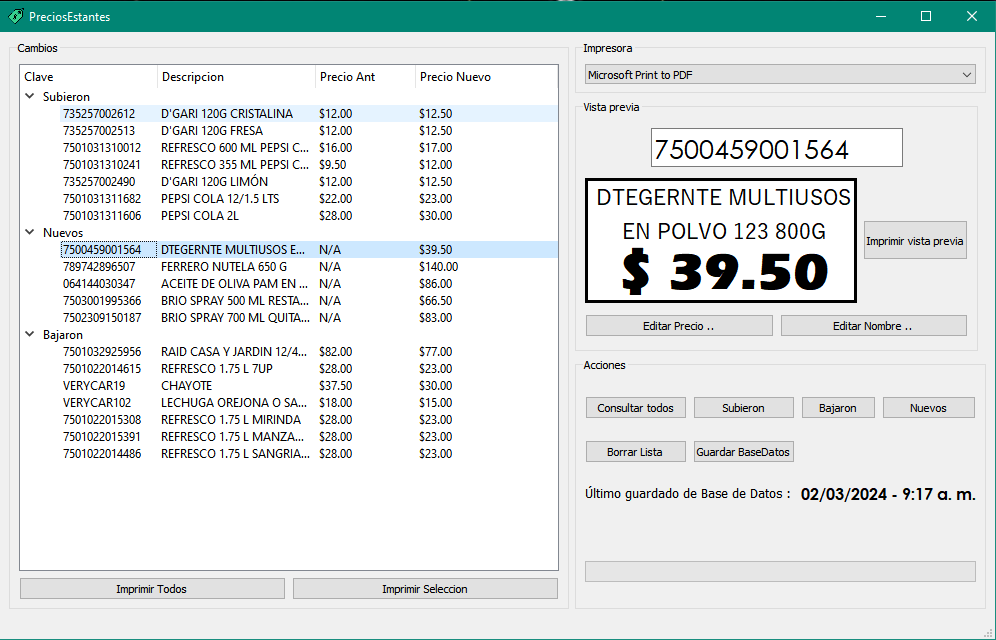 PreciosEstantes
Cambios
Clave Descripcion Precio Ant Precio Nuevo
Subieron
735257002612 D'GARI 120G CRISTALINA $12.00 $12.50
735257002513 D'GARI 120G FRESA $12.00 $12.50
7501031310012 REFRESCO 600 ML PEPSI C... $16.00 $17.00
7501031310241 REFRESCO 355 ML PEPSI C... $9.50 $12.00
735257002490 D'GARI 120G LIMÓN $12.00 $12.50
7501031311682 PEPSI COLA 12/1.5 LTS $22.00 $23.00
7501031311606 PEPSI COLA 2L $28.00 $30.00
Nuevos
7500459001564 DTEGERNTE MULTIUSOS E... N/A $39.50
789742896507 FERRERO NUTELA 650 G N/A $140.00
064144030347 ACEITE DE OLIVA PAM EN ... N/A $86.00
7503001995366 BRIO SPRAY 500 ML RESTA... N/A $66.50
7502309150187 BRIO SPRAY 700 ML QUITA... N/A $83.00
Bajaron
7501032925956 RAID CASA Y JARDIN 12/4... $82.00 $77.00
7501022014615 REFRESCO 1.75 L 7UP $28.00 $23.00
VERYCAR19 CHAYOTE $37.50 $30.00
VERYCAR102 LECHUGA OREJONA O SA... $18.00 $15.00
7501022015308 REFRESCO 1.75 L MIRINDA $28.00 $23.00
7501022015391 REFRESCO 1.75 L MANZA... $28.00 $23.00
7501022014486 REFRESCO 1.75 L SANGRIA... $28.00 $23.00
Imprimir Todos Imprimir Seleccion
Impresora
Microsoft Print to PDF
Vista previa
7500459001564
DTEGERNTE MULTIUSOS
EN POLVO 123 800G
$ 39.50
Imprimir vista previa
Editar Precio .. Editar Nombre ..
Acciones
Consultar todos Subieron Bajaron Nuevos
Borrar Lista Guardar BaseDatos
Último guardado de Base de Datos : 02/03/2024 - 9:17 a. m.